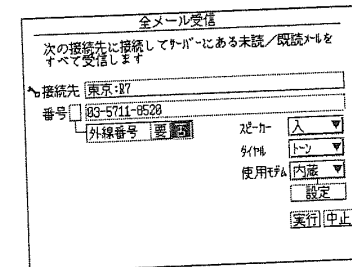 全メール受信
次の接続先に接続してｻｰﾊﾞｰにある未読／既読ﾒｰﾙを
すべて受信します
接続先 東京:B7
番号 03-5711-8520
外線番号 要 否
ｽﾋﾟｰｶｰ 入 ▼
ﾀﾞｲﾔﾙ ﾄｰﾝ ▼
使用ﾓﾃﾞﾑ 内蔵 ▼
設定
実行 中止